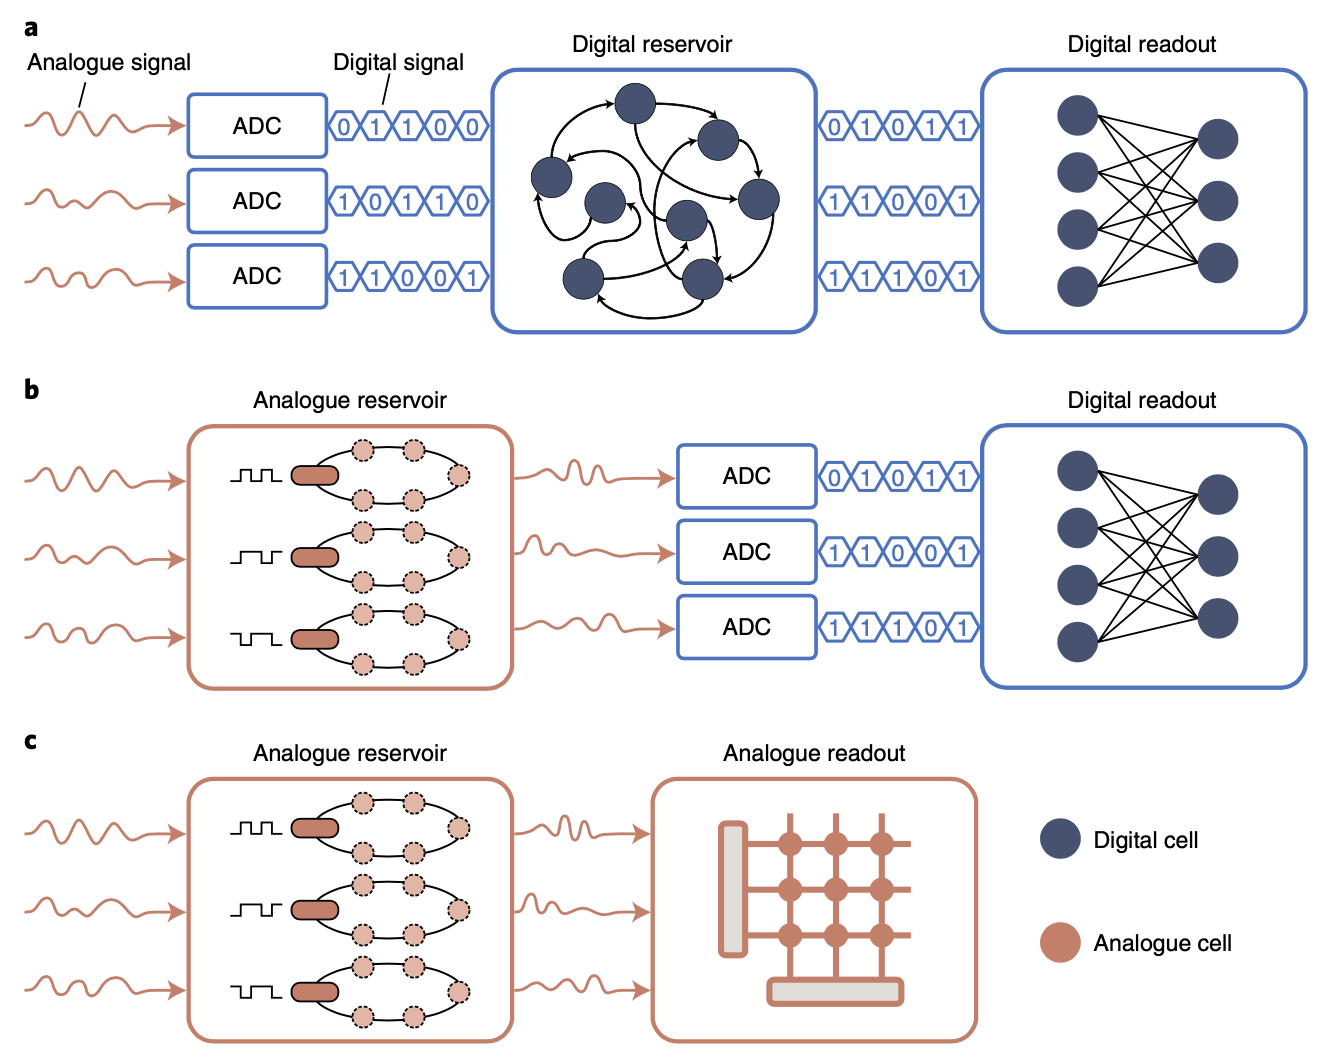 a
Analogue signal
Digital signal
Digital reservoir
Digital readout
ADC
0 1 1 0 0
0 1 0 1 1
ADC
1 0 1 1 0
1 1 0 0 1
ADC
1 1 0 0 1
1 1 1 0 1
b
Analogue reservoir
Digital readout
ADC
0 1 0 1 1
ADC
1 1 0 0 1
ADC
1 1 1 0 1
c
Analogue reservoir
Analogue readout
Digital cell
Analogue cell